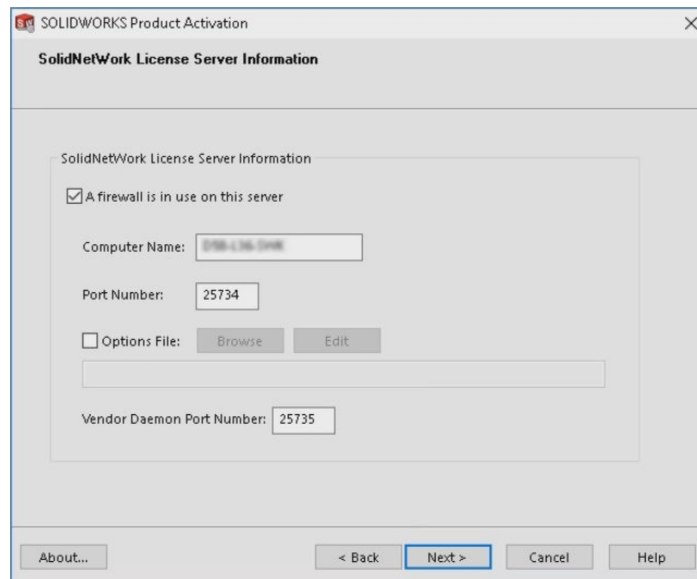 SOLIDWORKS Product Activation
SolidNetWork License Server Information
SolidNetWork License Server Information
A firewall is in use on this server
Computer Name:
Port Number: 25734
Options File: Browse Edit
Vendor Daemon Port Number: 25735
About... < Back Next > Cancel Help